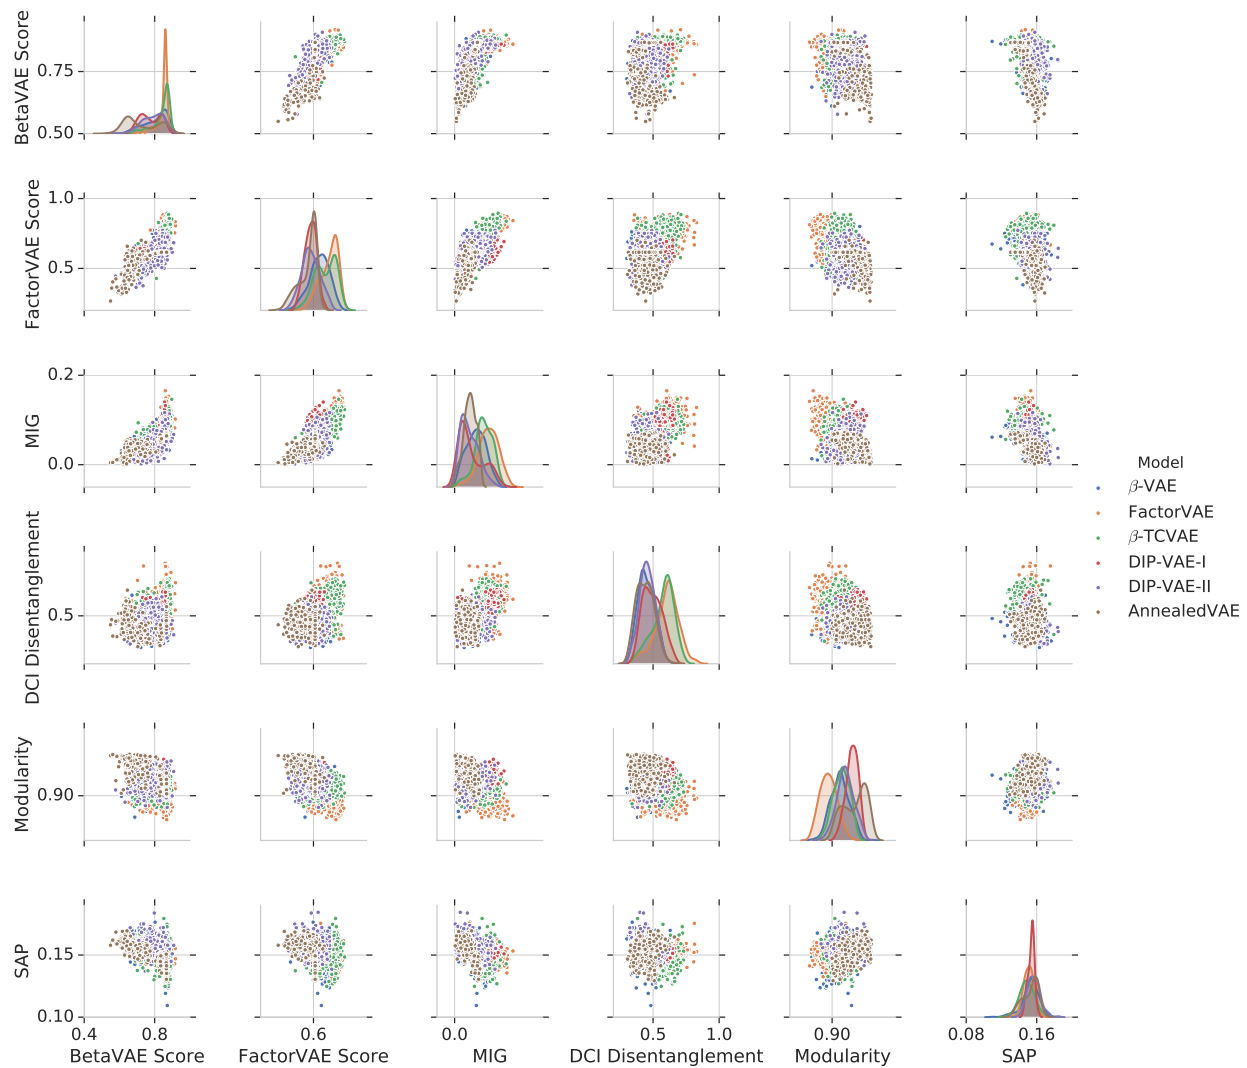 BetaVAE Score
0.75
0.50
FactorVAE Score
1.0
0.5
MIG
0.2
0.0
DCI Disentanglement
0.5
Modularity
0.90
SAP
0.15
0.10
0.4 0.8 0.6 0.0 0.5 1.0 0.90 0.08 0.16
BetaVAE Score FactorVAE Score MIG DCI Disentanglement Modularity SAP
Model
β-VAE
FactorVAE
β-TCVAE
DIP-VAE-I
DIP-VAE-II
AnnealedVAE